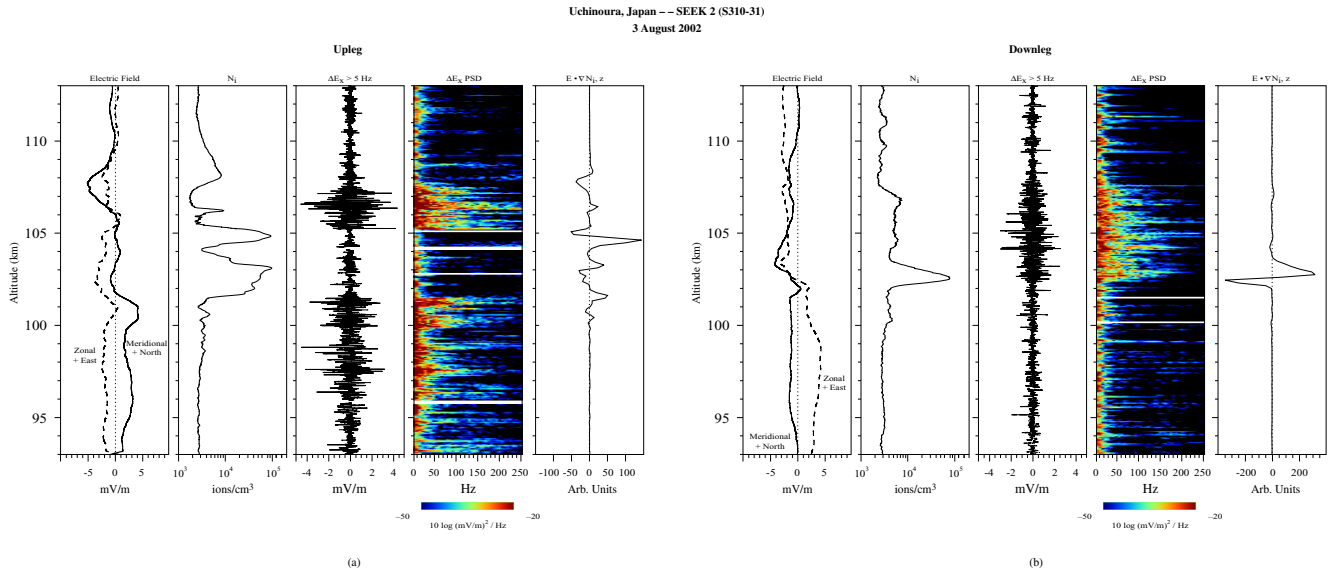 Uchinoura, Japan – – SEEK 2 (S310-31)
3 August 2002
Upleg
Electric Field
Ni
ΔEx > 5 Hz
ΔEx PSD
E • ∇ Ni, z
Altitude (km)
110
105
100
95
Zonal
+ East
Meridional
+ North
-5 0 5
mV/m
10³ 10⁴ 10⁵
ions/cm³
-4 -2 0 2 4
mV/m
0 50 100 150 200 250
Hz
-100 -50 0 50 100
Arb. Units
−50 −20
10 log (mV/m)² / Hz
(a)
Downleg
Electric Field
Ni
ΔEx > 5 Hz
ΔEx PSD
E • ∇ Ni, z
Altitude (km)
110
105
100
95
Zonal
+ East
Meridional
+ North
-5 0 5
mV/m
10³ 10⁴ 10⁵
ions/cm³
-4 -2 0 2 4
mV/m
0 50 100 150 200 250
Hz
-200 0 200
Arb. Units
−50 −20
10 log (mV/m)² / Hz
(b)